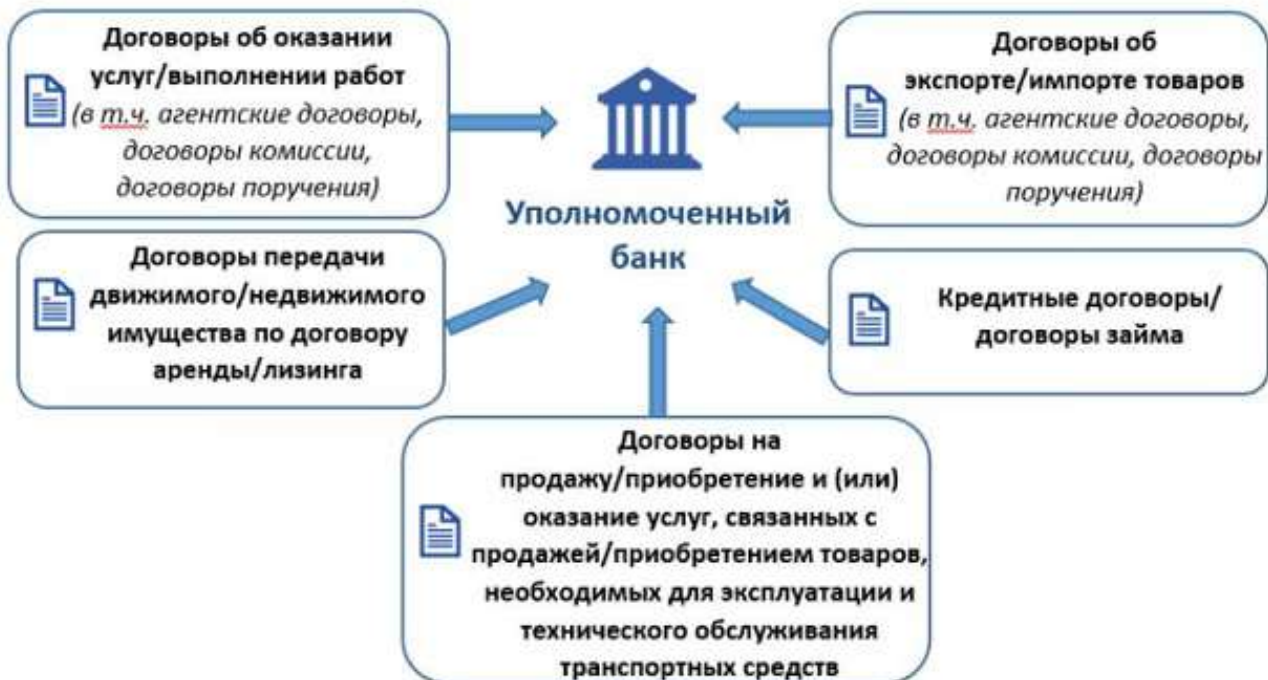 Договоры об оказании
услуг/выполнении работ
(в т.ч. агентские договоры,
договоры комиссии,
договоры поручения)
Уполномоченный
банк
Договоры об
экспорте/импорте товаров
(в т.ч. агентские договоры,
договоры комиссии, договоры
поручения)
Договоры передачи
движимого/недвижимого
имущества по договору
аренды/лизинга
Кредитные договоры/
договоры займа
Договоры на
продажу/приобретение и (или)
оказание услуг, связанных с
продажей/приобретением товаров,
необходимых для эксплуатации и
технического обслуживания
транспортных средств